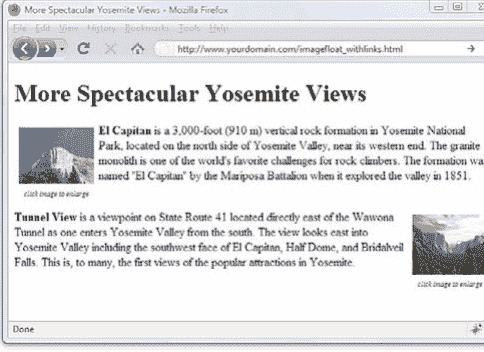 More Spectacular Yosemite Views - Mozilla Firefox
File Edit View History Bookmarks Tools Help
http://www.yourdomain.com/imagefloat_withlinks.html
More Spectacular Yosemite Views
El Capitan is a 3,000-foot (910 m) vertical rock formation in Yosemite National
Park, located on the north side of Yosemite Valley, near its western end. The granite
monolith is one of the world's favorite challenges for rock climbers. The formation wa
named "El Capitan" by the Mariposa Battalion when it explored the valley in 1851.
click image to enlarge
Tunnel View is a viewpoint on State Route 41 located directly east of the Wawona
Tunnel as one enters Yosemite Valley from the south. The view looks east into
Yosemite Valley including the southwest face of El Capitan, Half Dome, and Bridalveil
Falls. This is, to many, the first views of the popular attractions in Yosemite.
click image to enlarge
Done